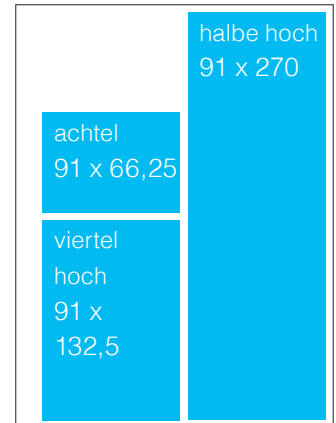 halbe hoch
91 x 270
achtel
91 x 66,25
viertel
hoch
91 x
132,5